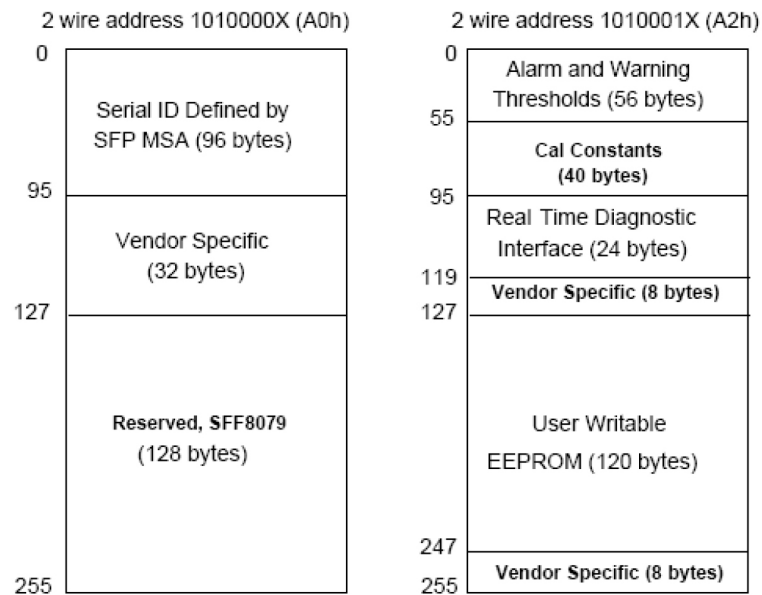 2 wire address 1010000X (A0h)
0
Serial ID Defined by
SFP MSA (96 bytes)
95
Vendor Specific
(32 bytes)
127
Reserved, SFF8079
(128 bytes)
255
2 wire address 1010001X (A2h)
0
Alarm and Warning
Thresholds (56 bytes)
55
Cal Constants
(40 bytes)
95
Real Time Diagnostic
Interface (24 bytes)
119
Vendor Specific (8 bytes)
127
User Writable
EEPROM (120 bytes)
247
Vendor Specific (8 bytes)
255